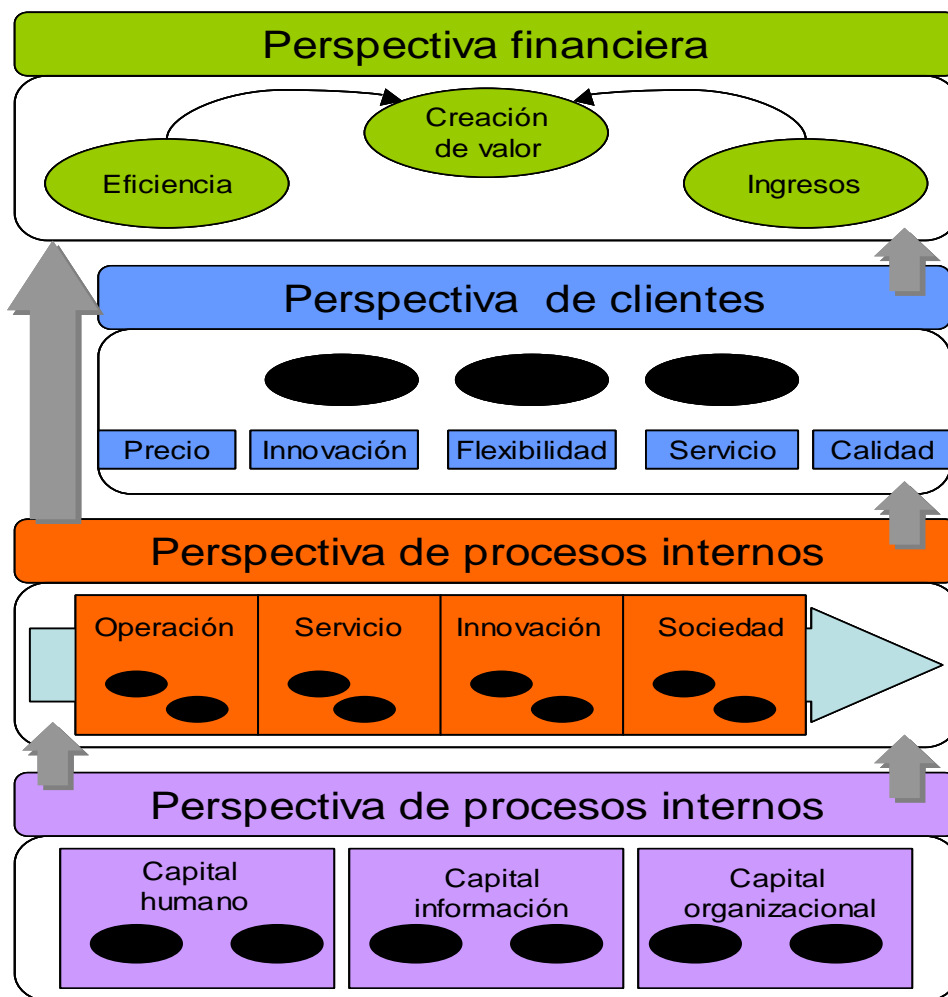 Perspectiva financiera
Creación
de valor
Eficiencia
Ingresos
Perspectiva de clientes
Precio
Innovación
Flexibilidad
Servicio
Calidad
Perspectiva de procesos internos
Operación
Servicio
Innovación
Sociedad
Perspectiva de procesos internos
Capital
humano
Capital
información
Capital
organizacional